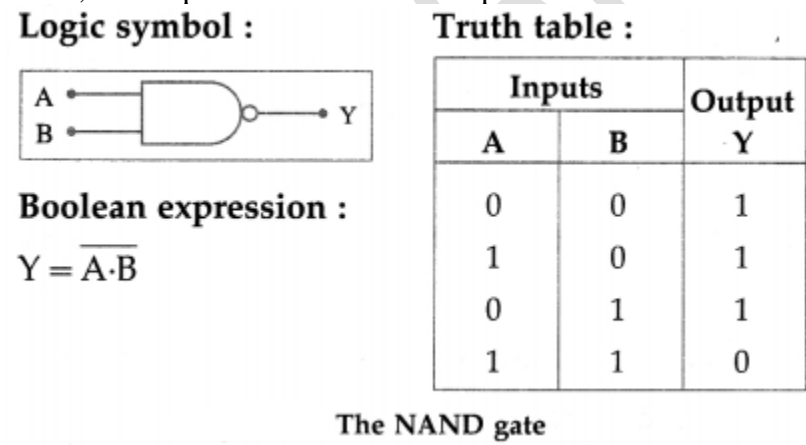 Logic symbol :
A
B
Y
Boolean expression :
Y = \overline{A·B}
Truth table :
Inputs Output
A B Y
0 0 1
1 0 1
0 1 1
1 1 0
The NAND gate